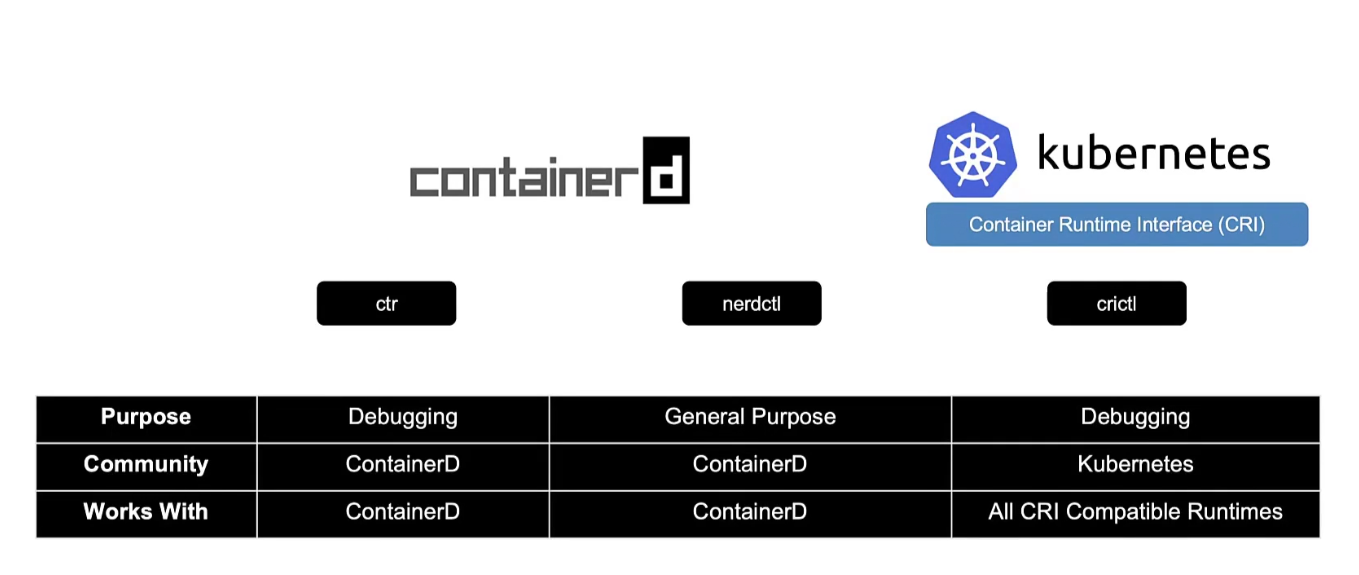 containerd
kubernetes
Container Runtime Interface (CRI)
ctr nerdctl crictl
Purpose Debugging General Purpose Debugging
Community ContainerD ContainerD Kubernetes
Works With ContainerD ContainerD All CRI Compatible Runtimes